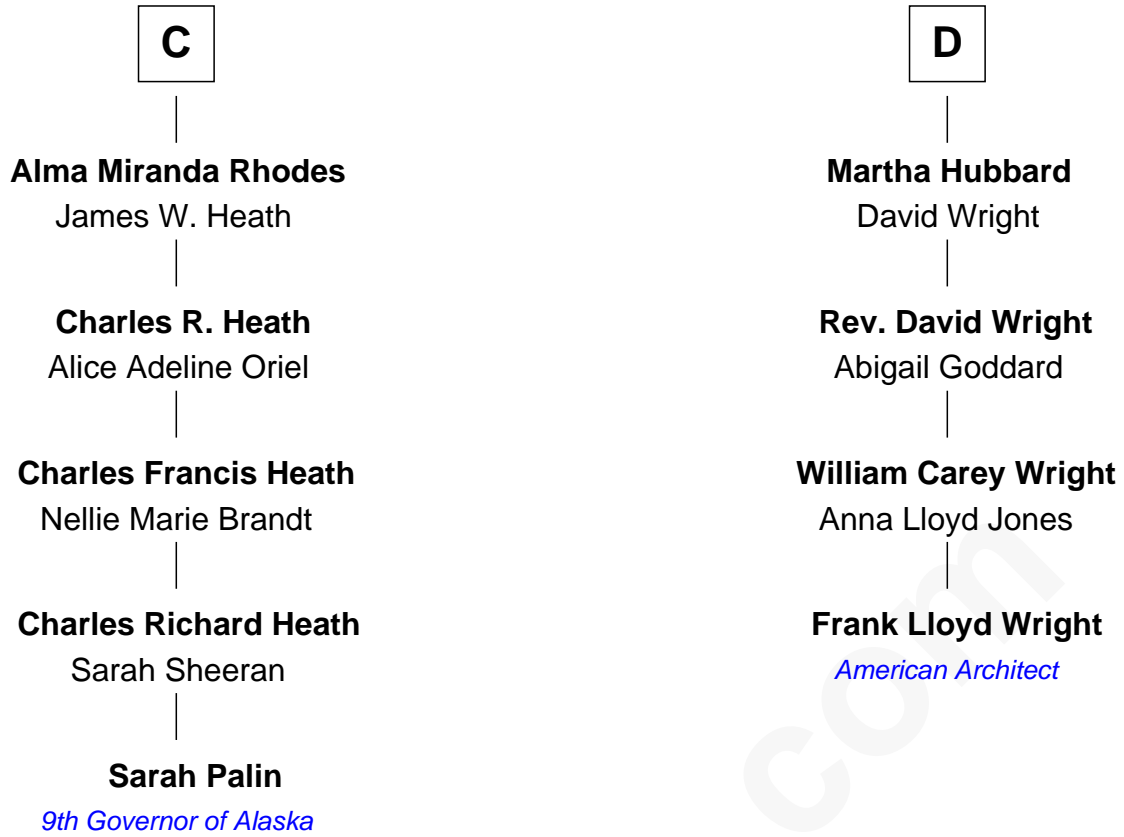 C
Alma Miranda Rhodes
James W. Heath
Charles R. Heath
Alice Adeline Oriel
Charles Francis Heath
Nellie Marie Brandt
Charles Richard Heath
Sarah Sheeran
Sarah Palin
9th Governor of Alaska
D
Martha Hubbard
David Wright
Rev. David Wright
Abigail Goddard
William Carey Wright
Anna Lloyd Jones
Frank Lloyd Wright
American Architect
com